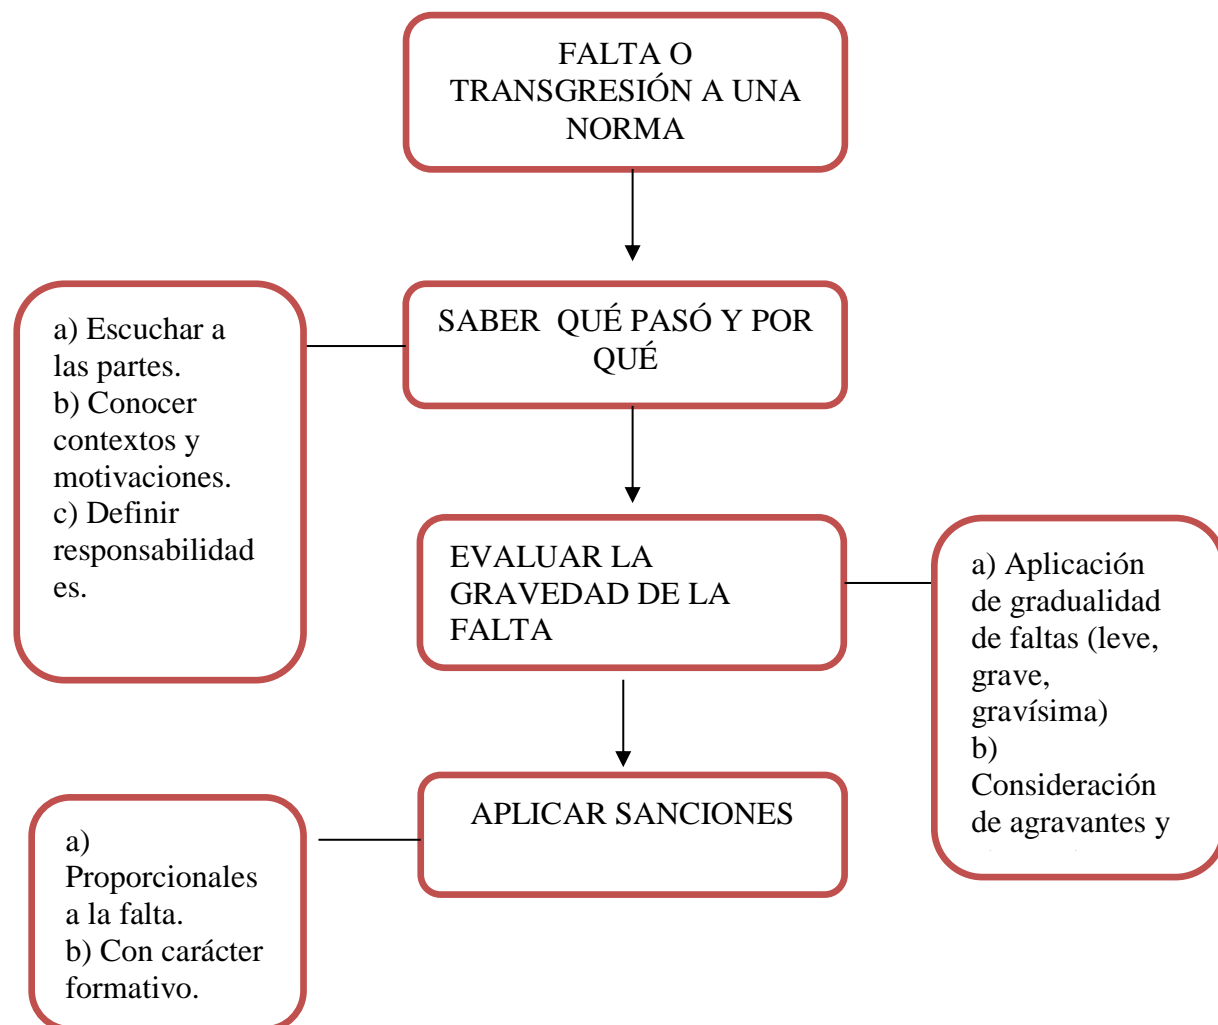 FALTA O
TRANSGRESIÓN A UNA
NORMA
SABER QUÉ PASÓ Y POR
QUÉ
a) Escuchar a
las partes.
b) Conocer
contextos y
motivaciones.
c) Definir
responsabilidad
es.
EVALUAR LA
GRAVEDAD DE LA
FALTA
a) Aplicación
de gradualidad
de faltas (leve,
grave,
gravísima)
b)
Consideración
de agravantes y
APLICAR SANCIONES
a)
Proporcionales
a la falta.
b) Con carácter
formativo.